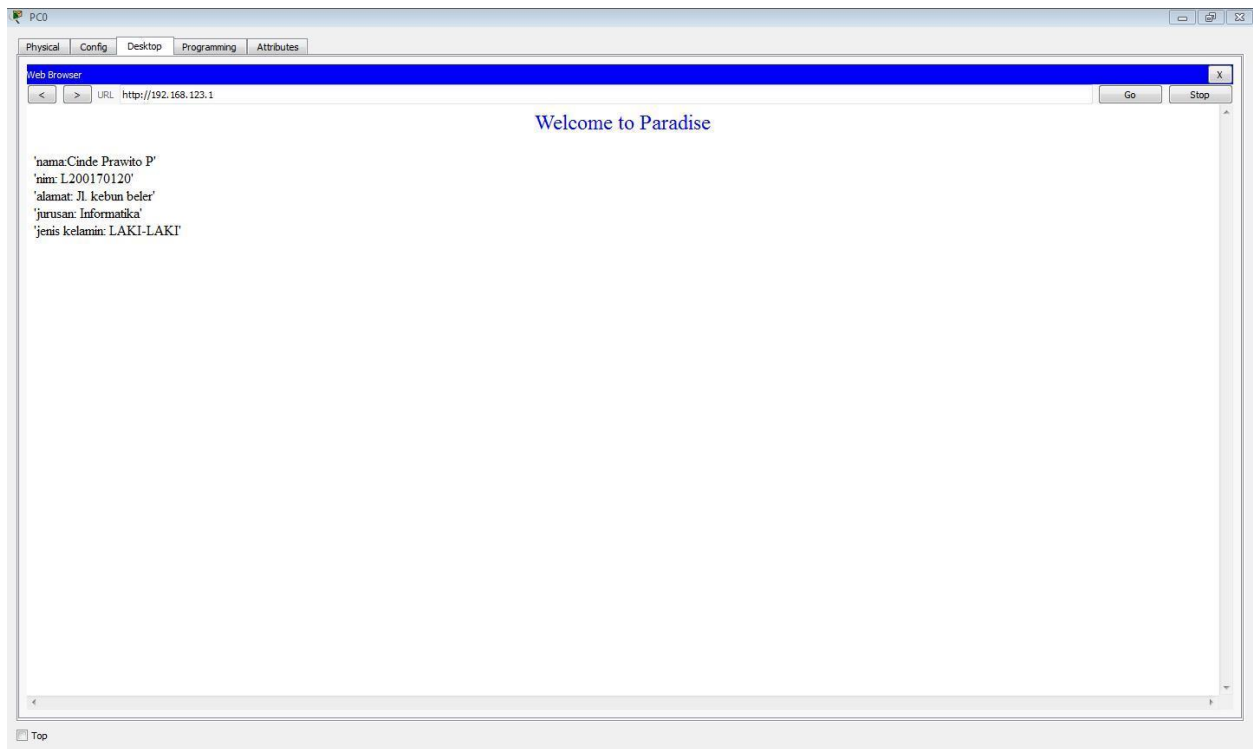 PC0
Physical Config Desktop Programming Attributes
Web Browser
X
< > URL http://192.168.123.1 Go Stop
Welcome to Paradise
'nama:Cinde Prawito P'
'nim: L200170120'
'alamat: Jl. kebun beler'
'jurusan: Informatika'
'jenis kelamin: LAKI-LAKI'
Top